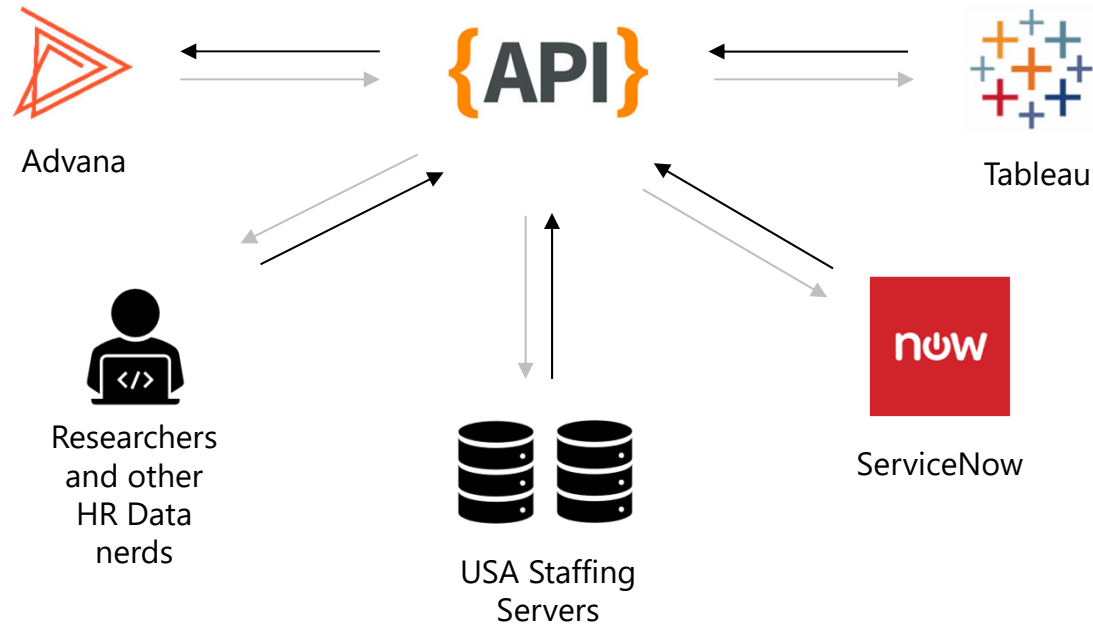 {API}
Advana
Tableau
now
</>
Researchers
and other
HR Data
nerds
ServiceNow
USA Staffing
Servers